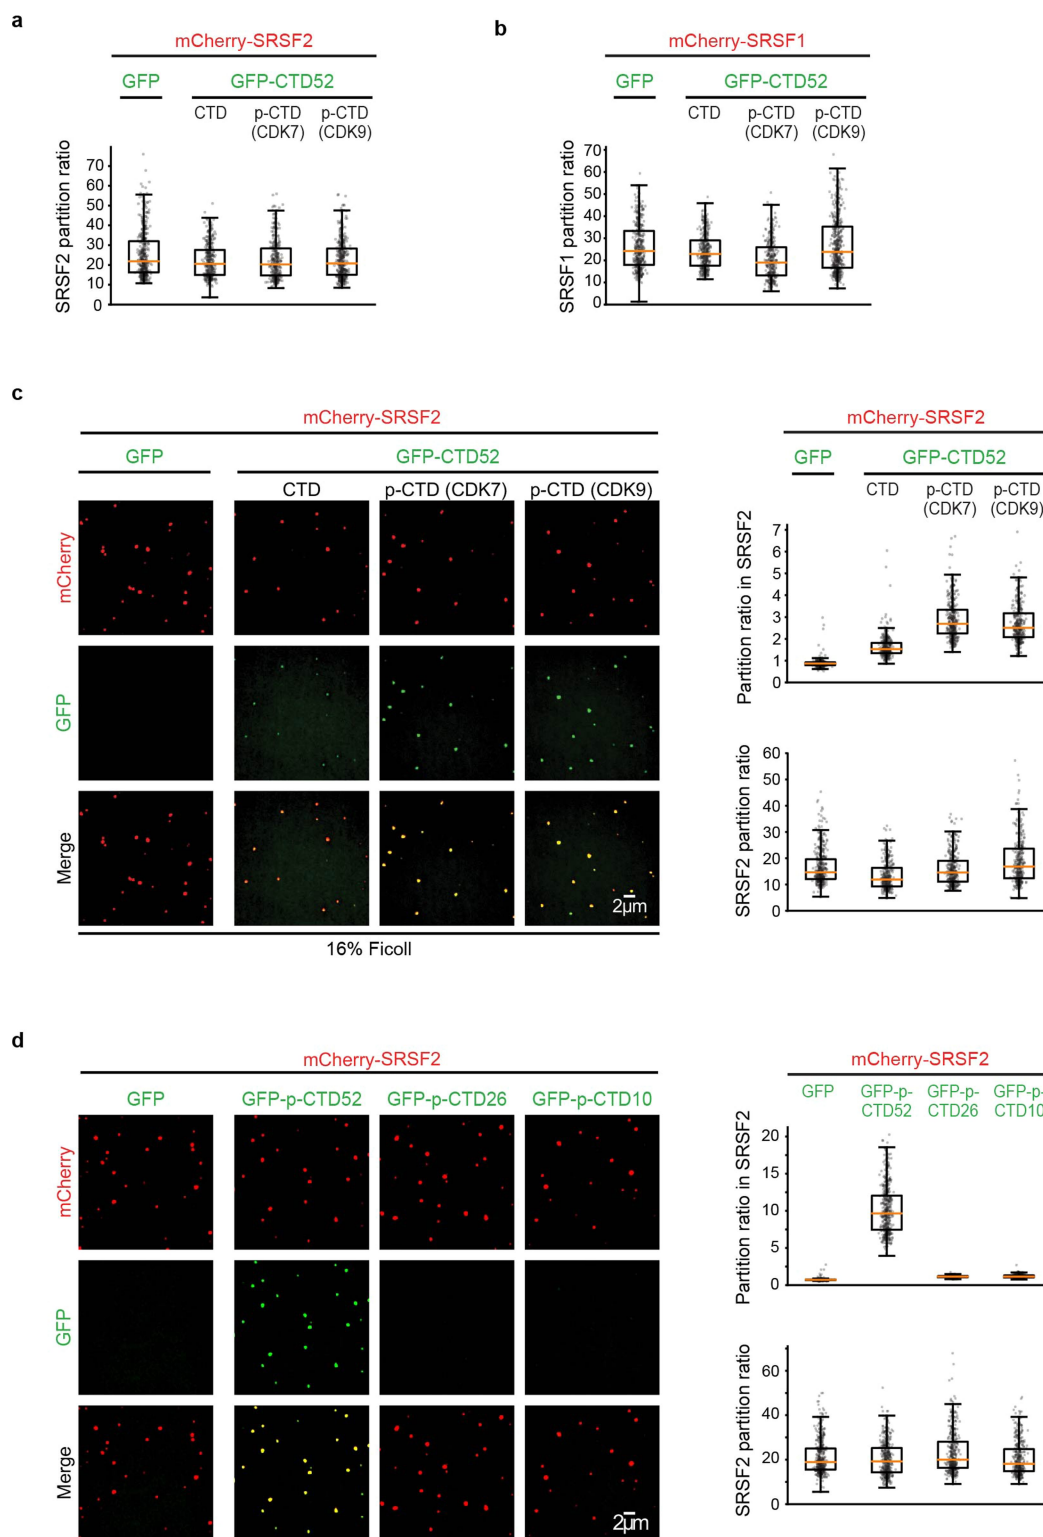 a
mCherry-SRSF2
GFP
GFP-CTD52
CTD
p-CTD
(CDK7)
p-CTD
(CDK9)
SRSF2 partition ratio
70
60
50
40
30
20
10
0
b
mCherry-SRSF1
GFP
GFP-CTD52
CTD
p-CTD
(CDK7)
p-CTD
(CDK9)
SRSF1 partition ratio
70
60
50
40
30
20
10
0
c
mCherry-SRSF2
GFP
GFP-CTD52
CTD
p-CTD (CDK7)
p-CTD (CDK9)
mCherry
GFP
Merge
2μm
16% Ficoll
mCherry-SRSF2
GFP
GFP-CTD52
CTD
p-CTD
(CDK7)
p-CTD
(CDK9)
Partition ratio in SRSF2
7
6
5
4
3
2
1
0
SRSF2 partition ratio
60
50
40
30
20
10
0
d
mCherry-SRSF2
GFP
GFP-p-CTD52
GFP-p-CTD26
GFP-p-CTD10
mCherry
GFP
Merge
2μm
mCherry-SRSF2
GFP
GFP-p-
CTD52
GFP-p-
CTD26
GFP-p-
CTD10
Partition ratio in SRSF2
20
15
10
5
0
SRSF2 partition ratio
60
40
20
0